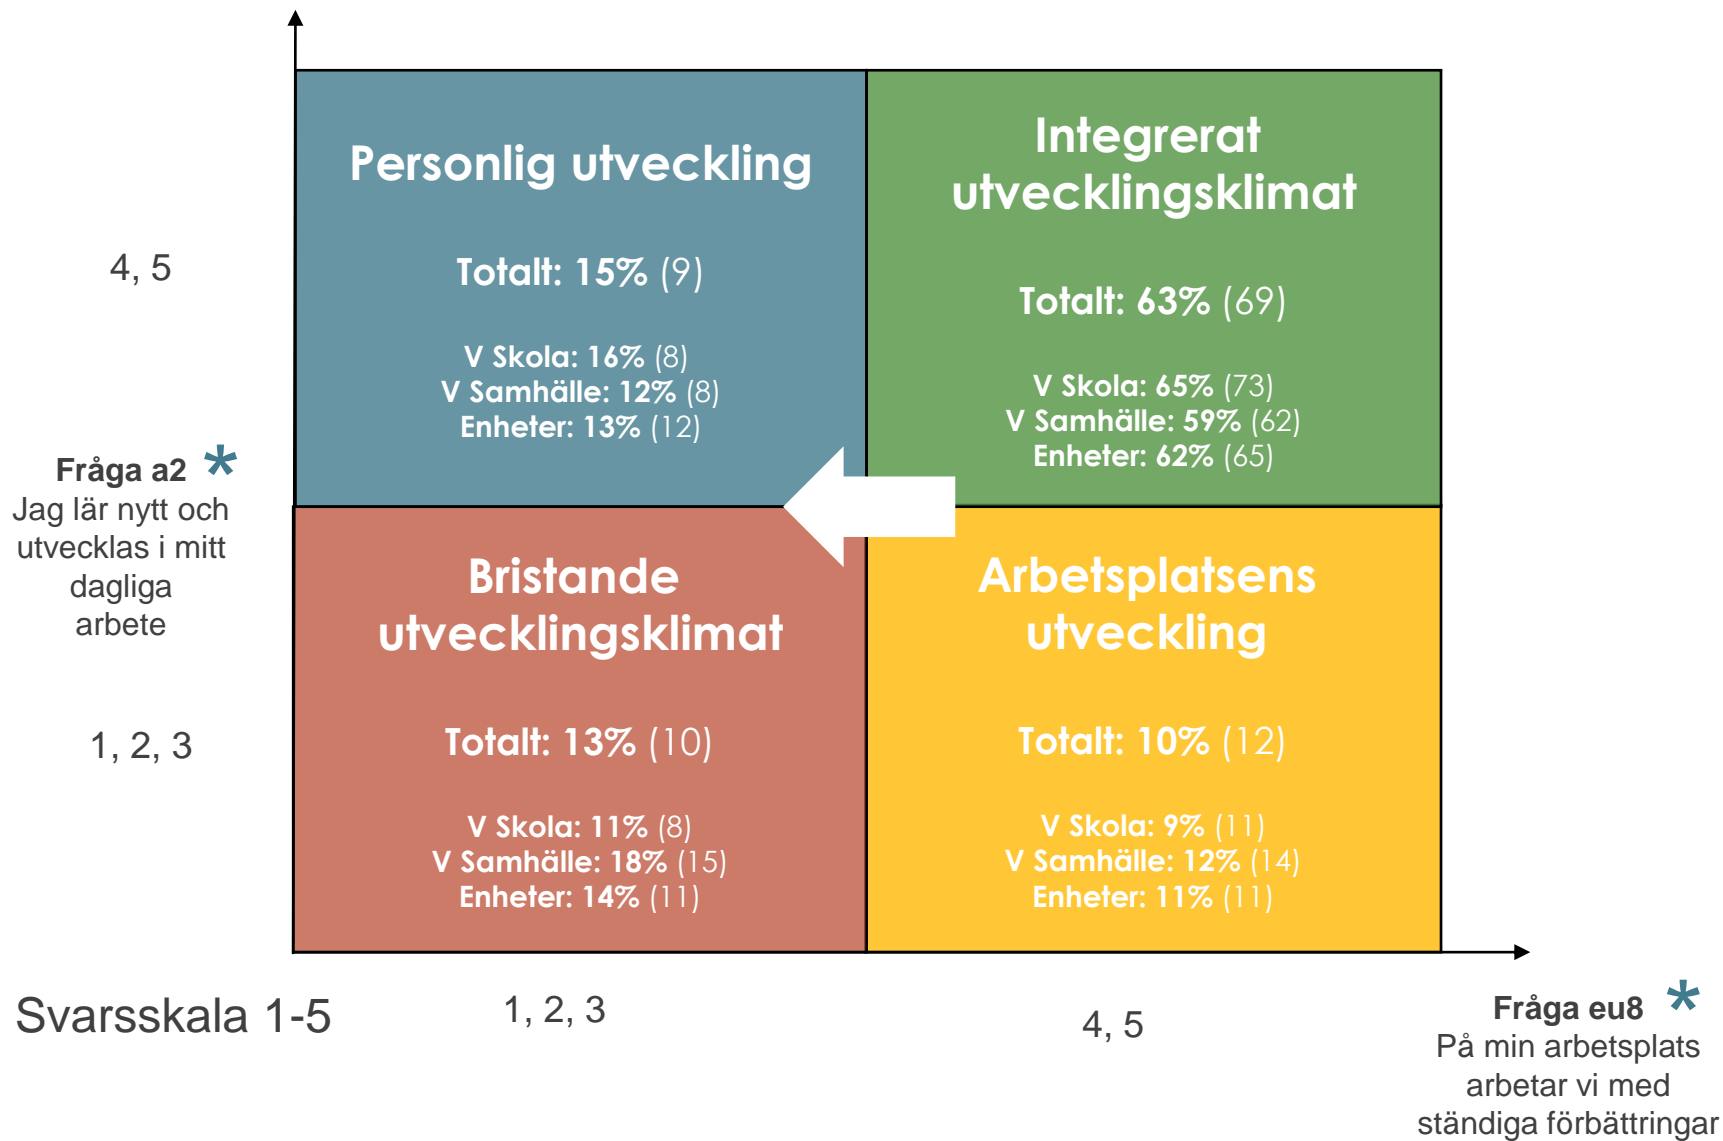 Personlig utveckling
Totalt: 15% (9)
V Skola: 16% (8)
V Samhälle: 12% (8)
Enheter: 13% (12)
Integrerat
utvecklingsklimat
Totalt: 63% (69)
V Skola: 65% (73)
V Samhälle: 59% (62)
Enheter: 62% (65)
4, 5
Fråga a2 *
Jag lär nytt och
utvecklas i mitt
dagliga
arbete
1, 2, 3
Bristande
utvecklingsklimat
Totalt: 13% (10)
V Skola: 11% (8)
V Samhälle: 18% (15)
Enheter: 14% (11)
Arbetsplatsens
utveckling
Totalt: 10% (12)
V Skola: 9% (11)
V Samhälle: 12% (14)
Enheter: 11% (11)
Svarsskala 1-5
1, 2, 3
4, 5
Fråga eu8 *
På min arbetsplats
arbetar vi med
ständiga förbättringar